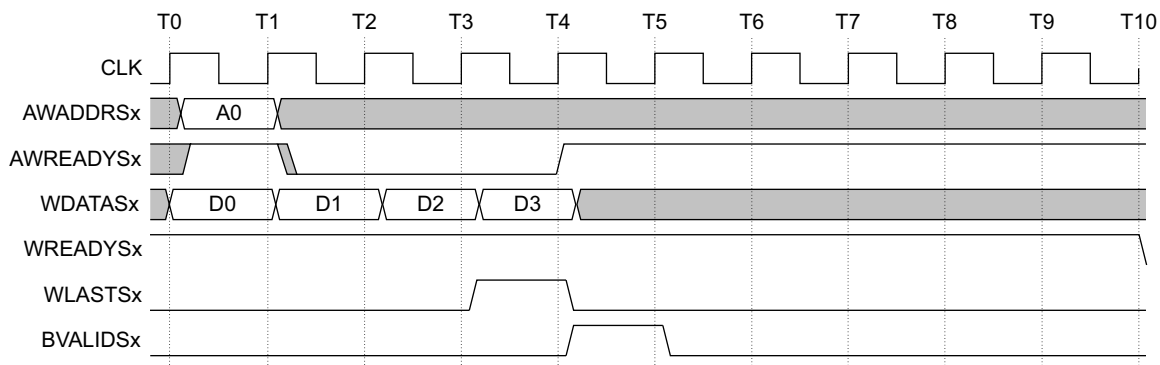 T0 T1 T2 T3 T4 T5 T6 T7 T8 T9 T10
CLK
AWADDRSx A0
AWREADYSx
WDATASx D0 D1 D2 D3
WREADYSx
WLASTSx
BVALIDSx